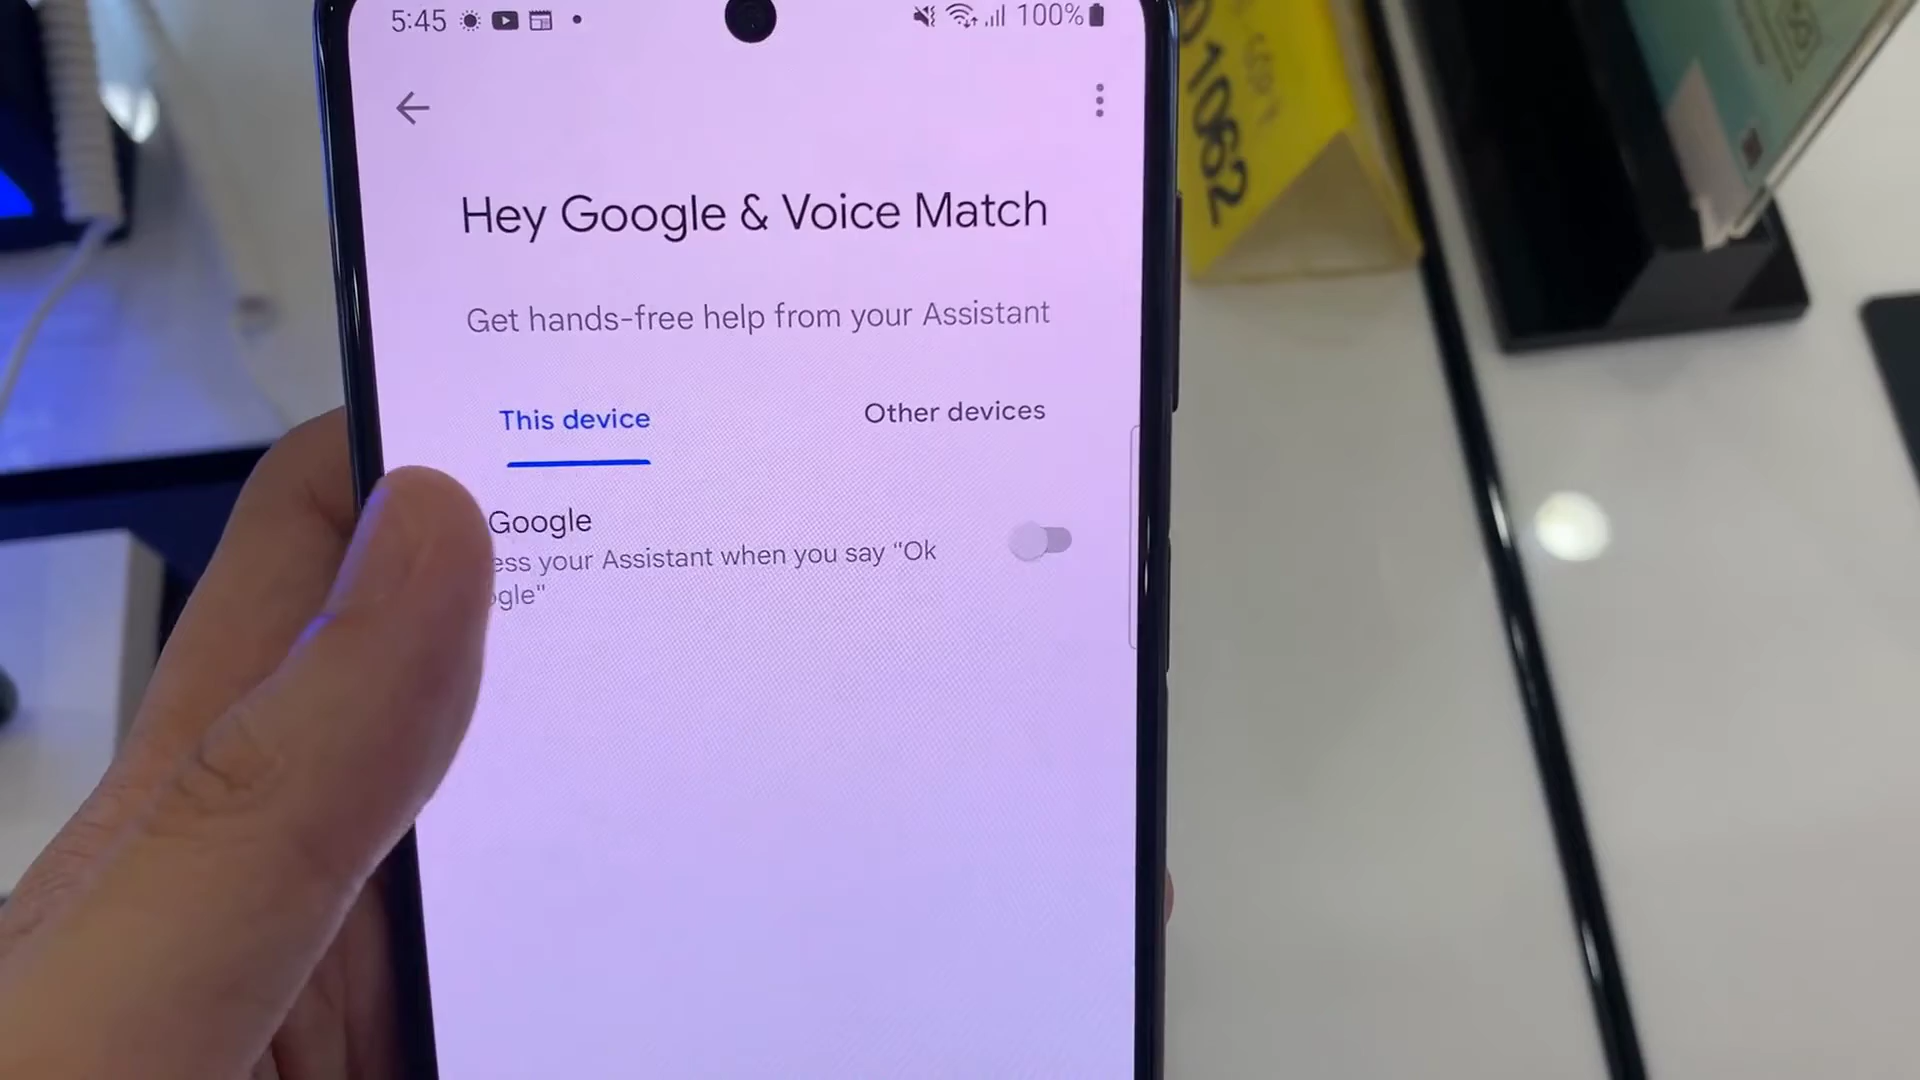 5:45
100%
Hey Google & Voice Match
Get hands-free help from your Assistant
This device
Other devices
Google
ess your Assistant when you say "Ok
gle"
1062